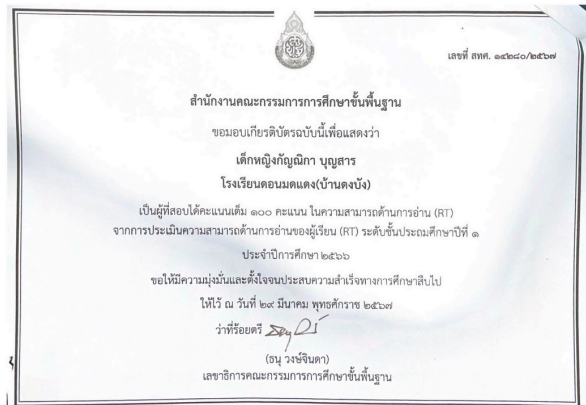 เลขที่ สทศ. ๑๔๒๘๐/๒๕๖๗
สำนักงานคณะกรรมการการศึกษาขั้นพื้นฐาน
ขอมอบเกียรติบัตรฉบับนี้เพื่อแสดงว่า
เด็กหญิงกัญณิกา บุญสาร
โรงเรียนดอนมดแดง(บ้านดงบัง)
เป็นผู้ที่สอบได้คะแนนเต็ม ๑๐๐ คะแนน ในความสามารถด้านการอ่าน (RT)
จากการประเมินความสามารถด้านการอ่านของผู้เรียน (RT) ระดับชั้นประถมศึกษาปีที่ ๑
ประจำปีการศึกษา ๒๕๖๖
ขอให้มีความมุ่งมั่นและตั้งใจจนประสบความสำเร็จทางการศึกษาสืบไป
ให้ไว้ ณ วันที่ ๒๙ มีนาคม พุทธศักราช ๒๕๖๗
ว่าที่ร้อยตรี
(ธนุ วงษ์จินดา)
เลขาธิการคณะกรรมการการศึกษาขั้นพื้นฐาน